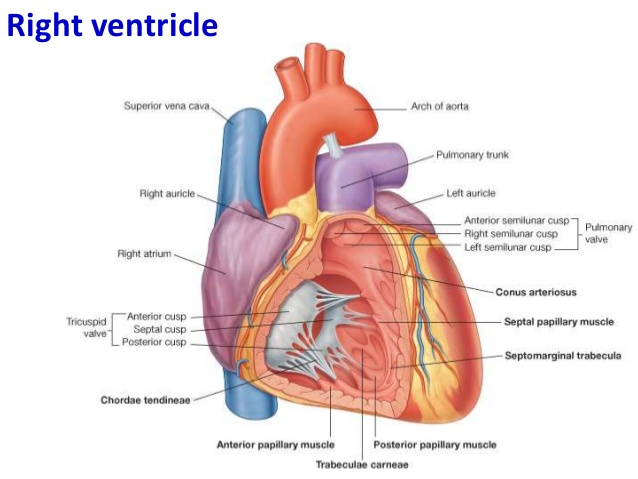 Right ventricle
Superior vena cava
Arch of aorta
Pulmonary trunk
Right auricle
Left auricle
Anterior semilunar cusp
Right semilunar cusp
Left semilunar cusp
Pulmonary
valve
Right atrium
Conus arteriosus
Tricuspid
valve
Anterior cusp
Septal cusp
Posterior cusp
Septal papillary muscle
Septomarginal trabecula
Chordae tendineae
Anterior papillary muscle
Posterior papillary muscle
Trabeculae carneae